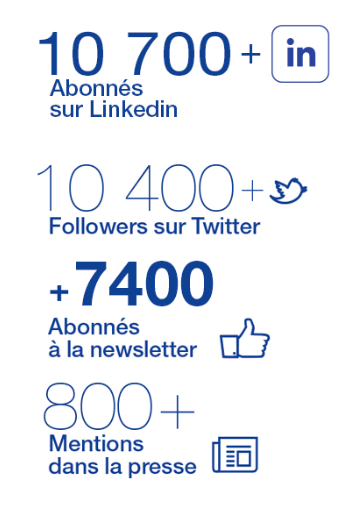 10 700+ in
Abonnés
sur Linkedin
10 400+
Followers sur Twitter
+7400
Abonnés
à la newsletter
800+
Mentions
dans la presse